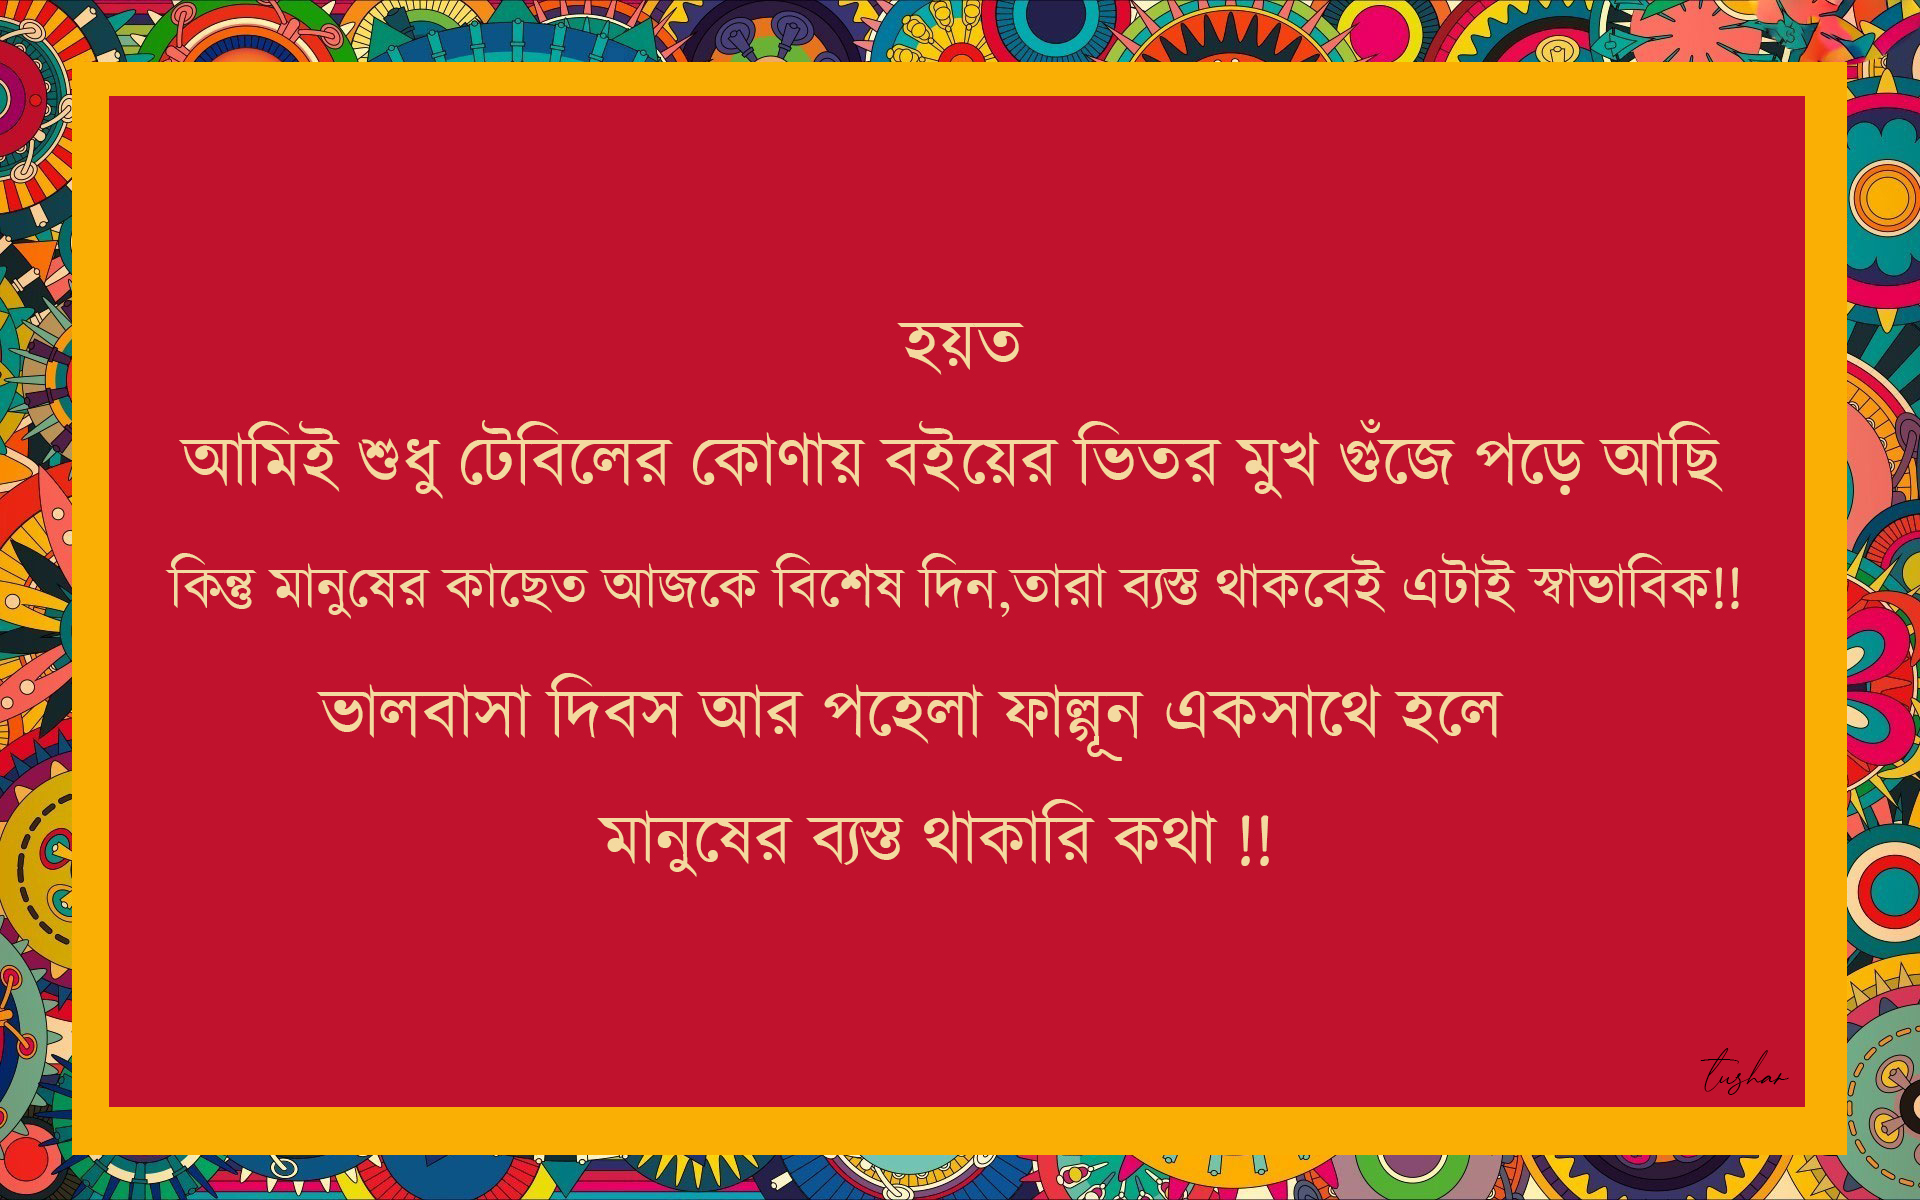 হয়ত
আমিই শুধু টেবিলের কোণায় বইয়ের ভিতর মুখ গুঁজে পড়ে আছি
কিন্তু মানুষের কাছেত আজকে বিশেষ দিন,তারা ব্যস্ত থাকবেই এটাই স্বাভাবিক!!
ভালবাসা দিবস আর পহেলা ফাল্গূন একসাথে হলে
মানুষের ব্যস্ত থাকারি কথা !!
tushar